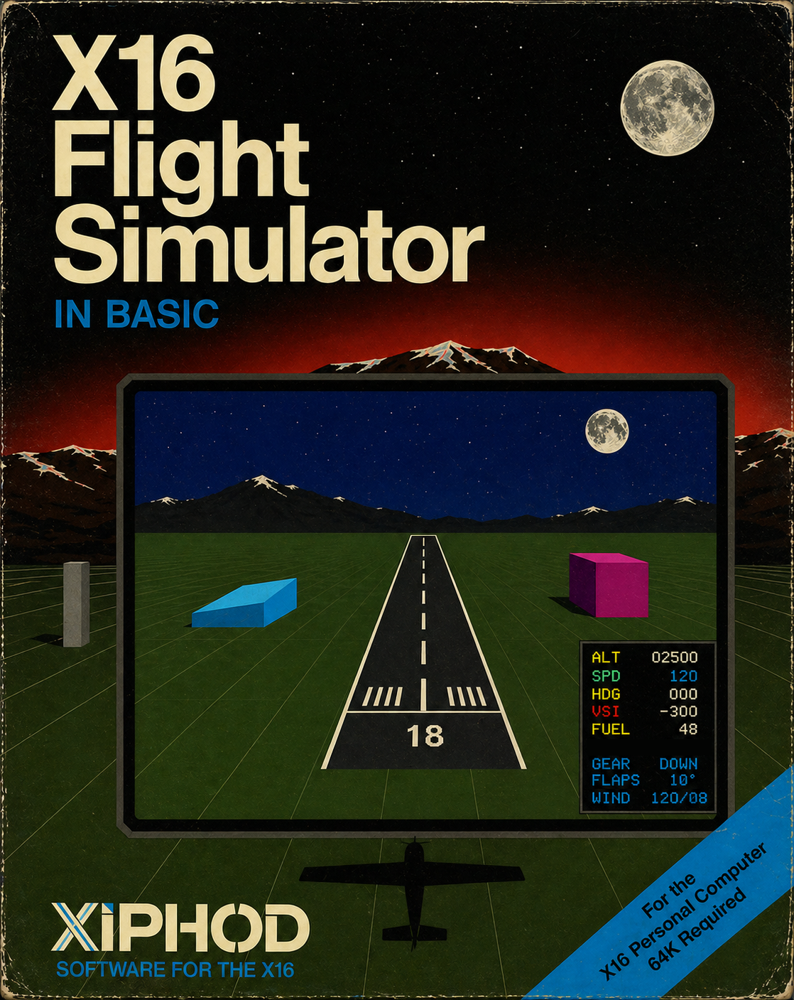 X16
Flight
Simulator
IN BASIC
18
ALT 02500
SPD 120
HDG 000
VSI -300
FUEL 48
GEAR DOWN
FLAPS 10°
WIND 120/08
For the
X16 Personal Computer
64K Required
XiPHOD
SOFTWARE FOR THE X16